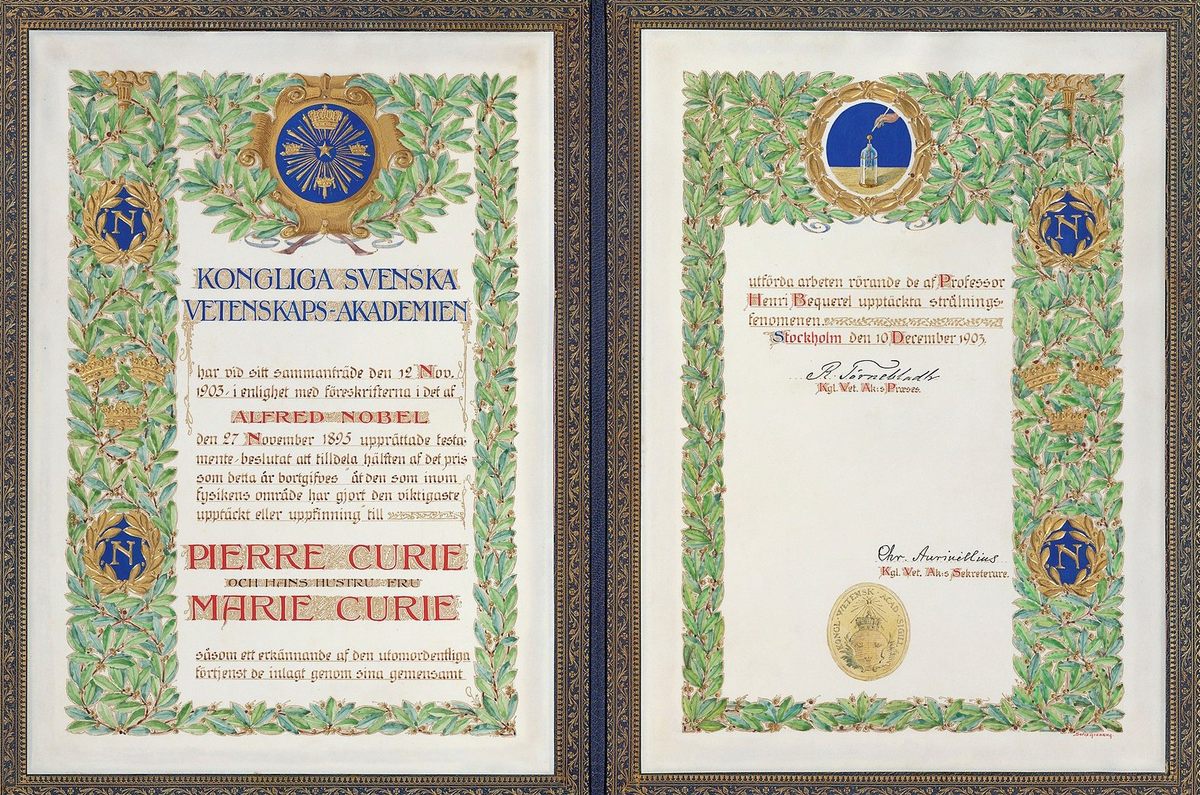 KONGLIGA SVENSKA
VETENSKAPS-AKADEMIEN
har vid sitt sammanträde den 12 Nov.
1903, i enlighet med föreskrifterna i det af
ALFRED NOBEL
den 27 November 1895 upprättade testa-
mente, beslutat att tilldela hälften af det pris
som detta år bortgifves åt den som inom
fysikens område har gjort den viktigaste
upptäckt eller uppfinning till
PIERRE CURIE
OCH HANS HUSTRU FRU
MARIE CURIE
såsom ett erkännande af den utomordentliga
förtjenst de inlagt genom sina gemensamt
N
N
utförda arbeten rörande de af Professor
Henri Bequerel upptäckta strålnings-
fenomenen.
Stockholm den 10 December 1903.
R. Törnebladh
Kgl. Vet. Ak:s Præses.
Chr. Aurivillius
Kgl. Vet. Ak:s Sekreterare.
N
N